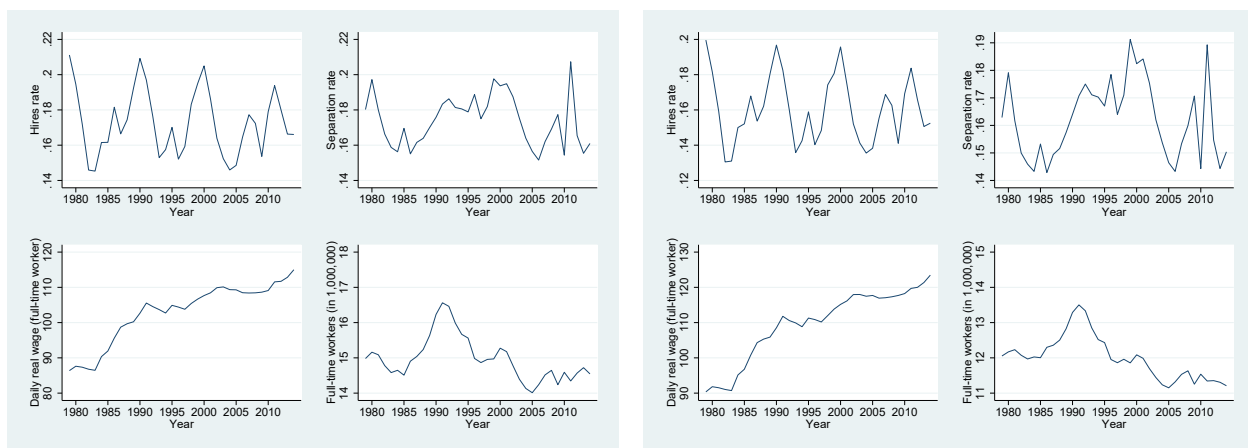 Hires rate
.14 .16 .18 .2 .22
1980 1985 1990 1995 2000 2005 2010
Year
Separation rate
.14 .16 .18 .2 .22
1980 1985 1990 1995 2000 2005 2010
Year
Daily real wage (full-time worker)
80 90 100 110 120
1980 1985 1990 1995 2000 2005 2010
Year
Full-time workers (in 1,000,000)
14 15 16 17 18
1980 1985 1990 1995 2000 2005 2010
Year
Hires rate
.12 .14 .16 .18 .2
1980 1985 1990 1995 2000 2005 2010
Year
Separation rate
.14 .15 .16 .17 .18 .19
1980 1985 1990 1995 2000 2005 2010
Year
Daily real wage (full-time worker)
90 100 110 120 130
1980 1985 1990 1995 2000 2005 2010
Year
Full-time workers (in 1,000,000)
11 12 13 14 15
1980 1985 1990 1995 2000 2005 2010
Year